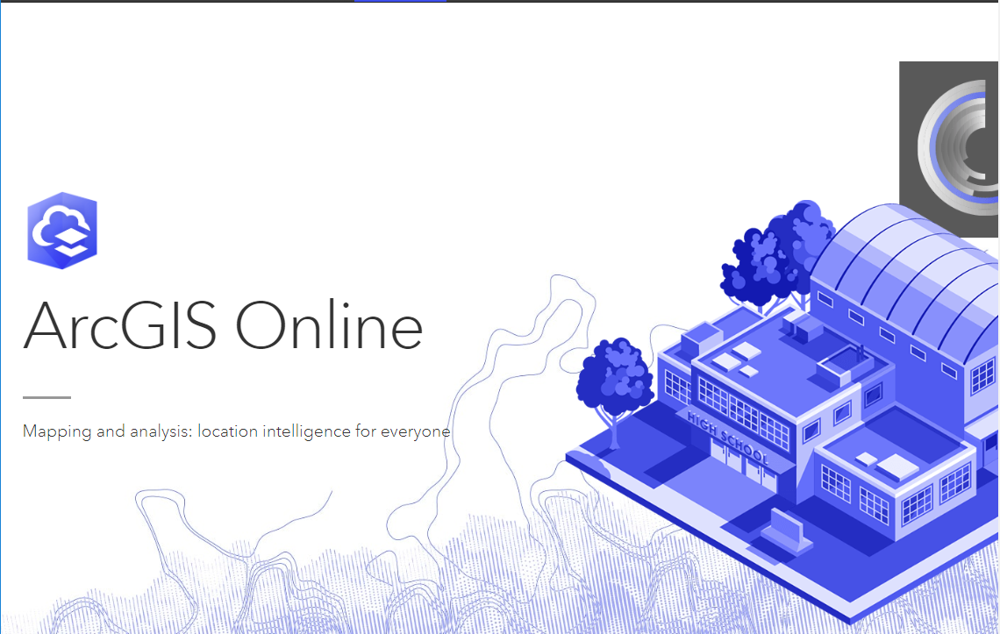 ArcGIS Online
Mapping and analysis: location intelligence for everyone
HIGH SCHOOL